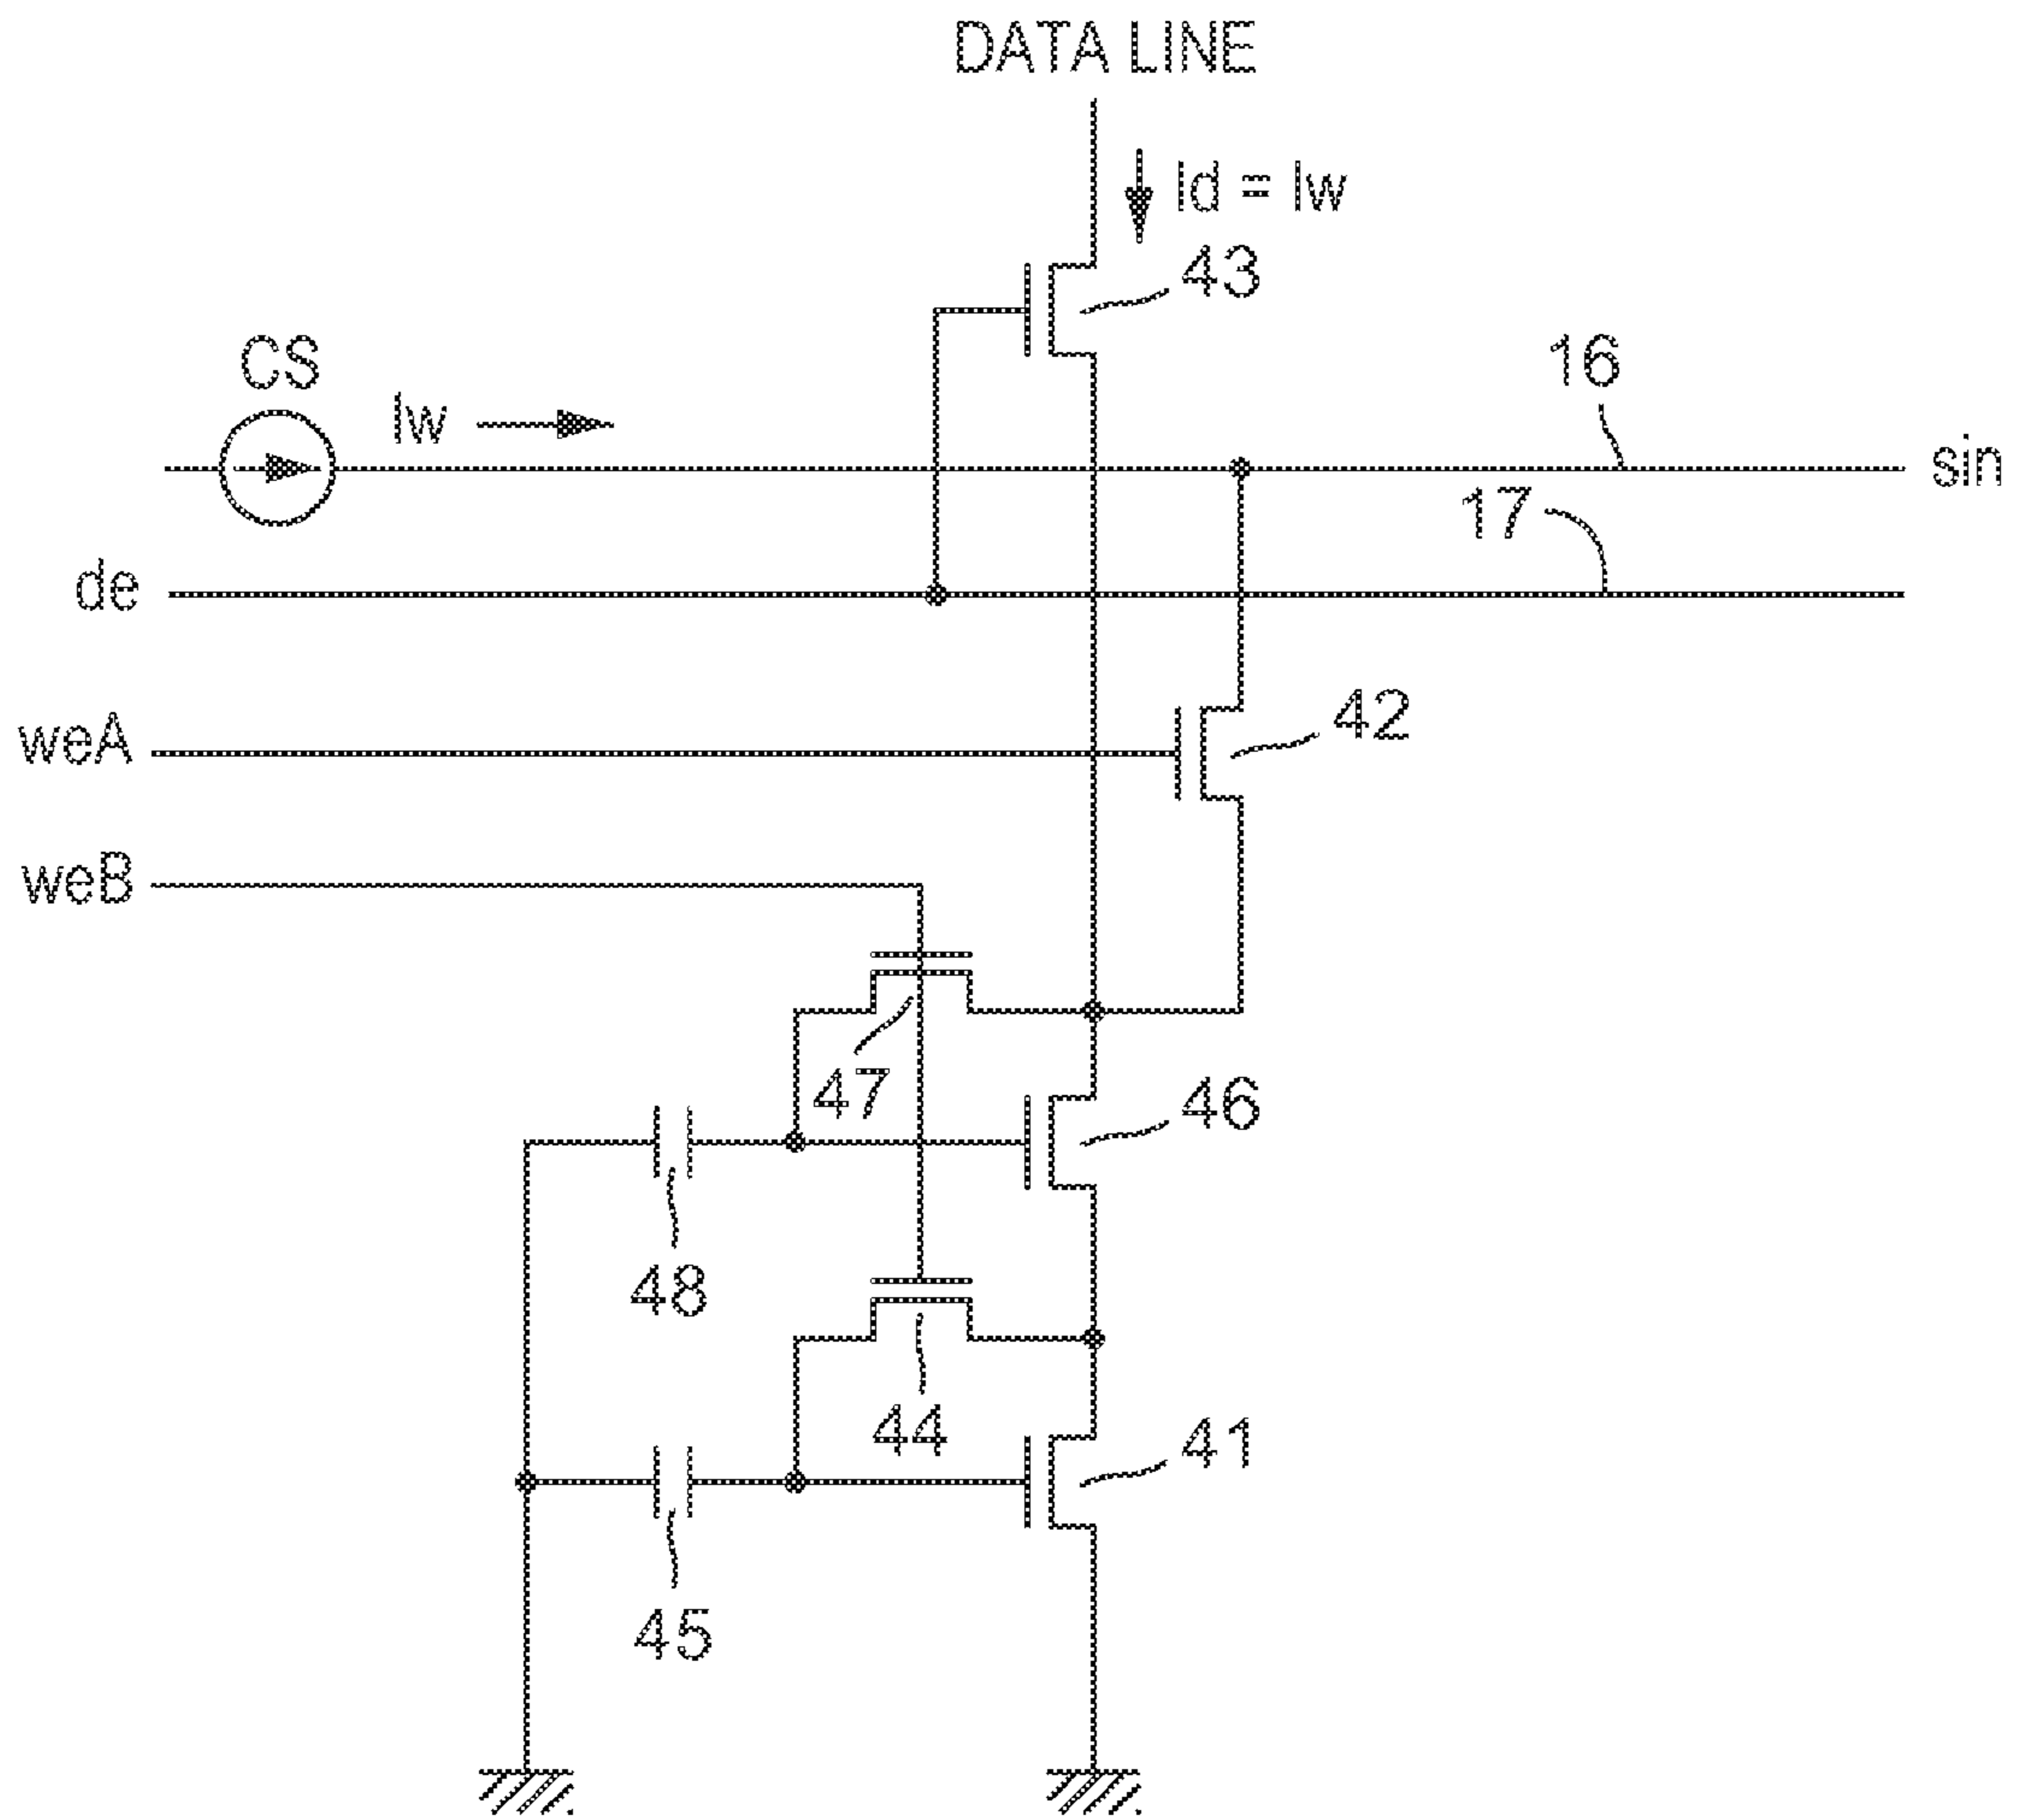 DATA LINE
Id = Iw
43
CS
Iw
16
sin
17
de
42
weA
weB
47
46
48
44
41
45